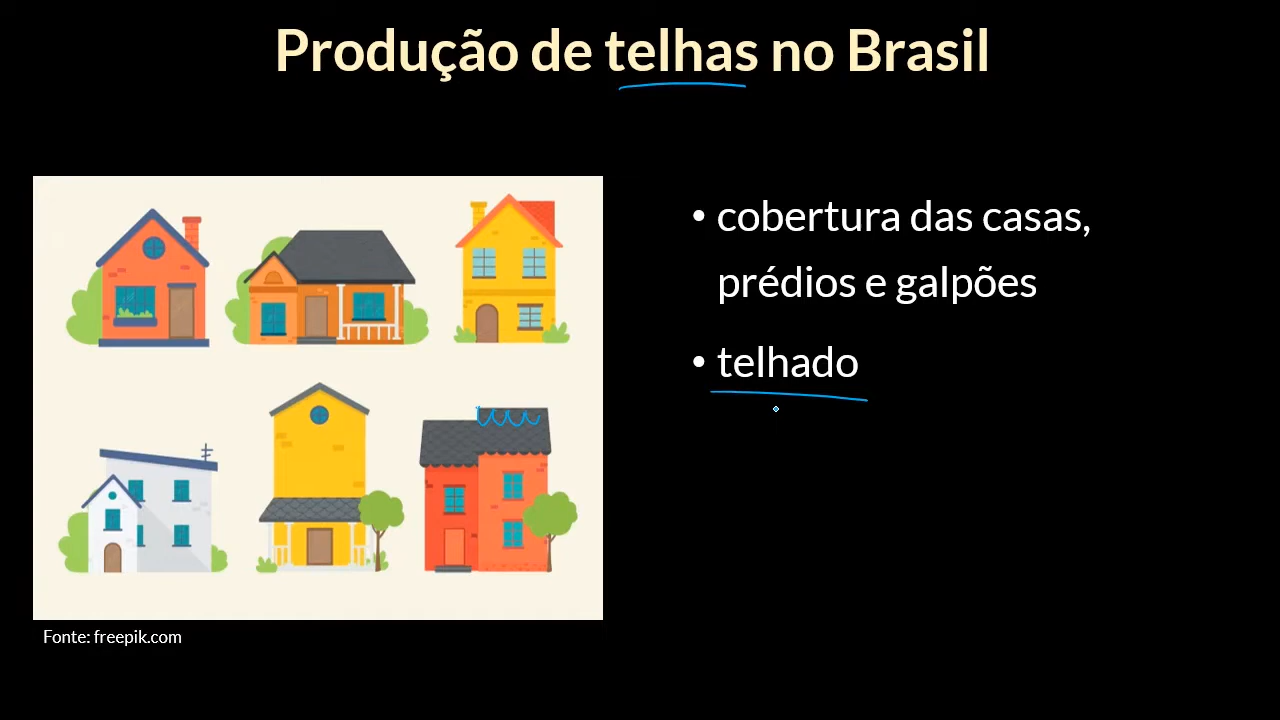 Produção de telhas no Brasil
• cobertura das casas,
prédios e galpões
• telhado
Fonte: freepik.com